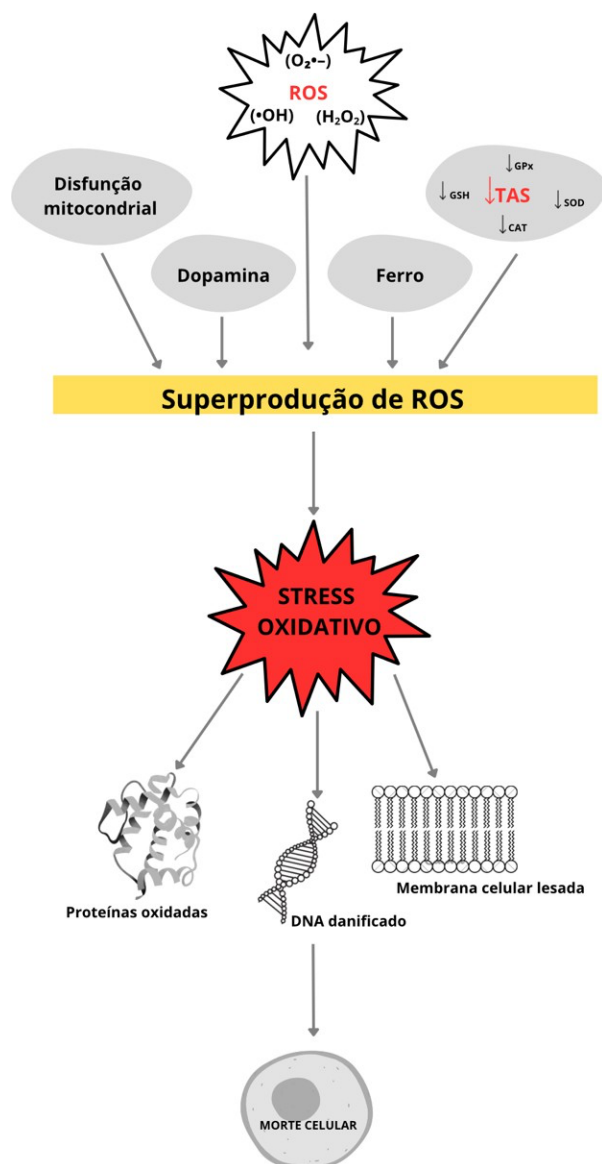 (O₂•–)
ROS
(•OH) (H₂O₂)
Disfunção
mitocondrial
↓GPx
↓GSH ↓TAS ↓SOD
↓CAT
Dopamina
Ferro
Superprodução de ROS
STRESS
OXIDATIVO
Proteínas oxidadas
DNA danificado
Membrana celular lesada
MORTE CELULAR